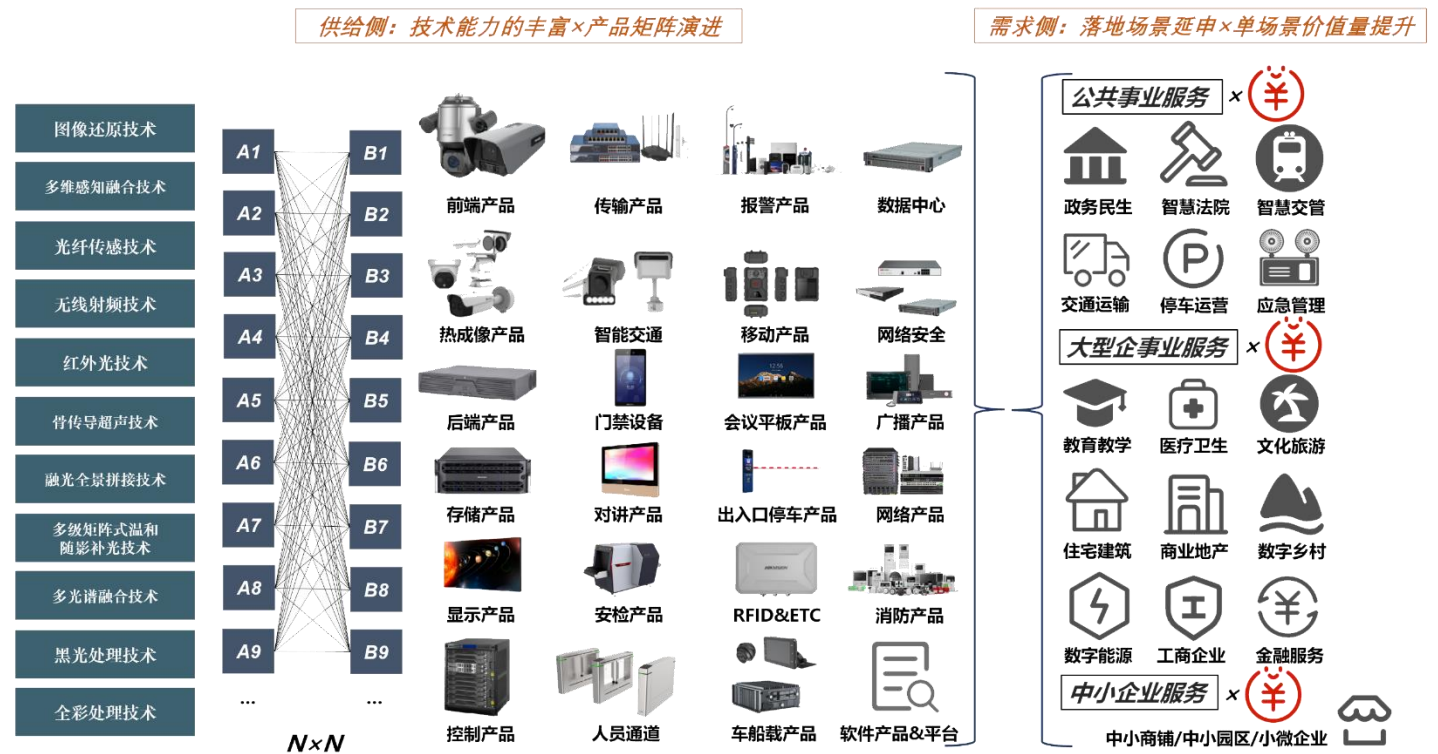 供给侧：技术能力的丰富×产品矩阵演进
需求侧：落地场景延申×单场景价值量提升
图像还原技术
多维感知融合技术
光纤传感技术
无线射频技术
红外光技术
骨传导超声技术
融光全景拼接技术
多级矩阵式温和
随影补光技术
多光谱融合技术
黑光处理技术
全彩处理技术
A1
A2
A3
A4
A5
A6
A7
A8
A9
...
B1
B2
B3
B4
B5
B6
B7
B8
B9
...
N×N
前端产品
传输产品
报警产品
数据中心
热成像产品
智能交通
移动产品
网络安全
后端产品
门禁设备
会议平板产品
广播产品
存储产品
对讲产品
出入口停车产品
网络产品
显示产品
安检产品
RFID&ETC
消防产品
控制产品
人员通道
车船载产品
软件产品&平台
公共事业服务 × ¥
政务民生
智慧法院
智慧交管
P
交通运输
停车运营
应急管理
大型企事业服务 × ¥
教育教学
医疗卫生
文化旅游
住宅建筑
商业地产
数字乡村
¥
数字能源
工商企业
金融服务
中小企业服务 × ¥
中小商铺/中小园区/小微企业